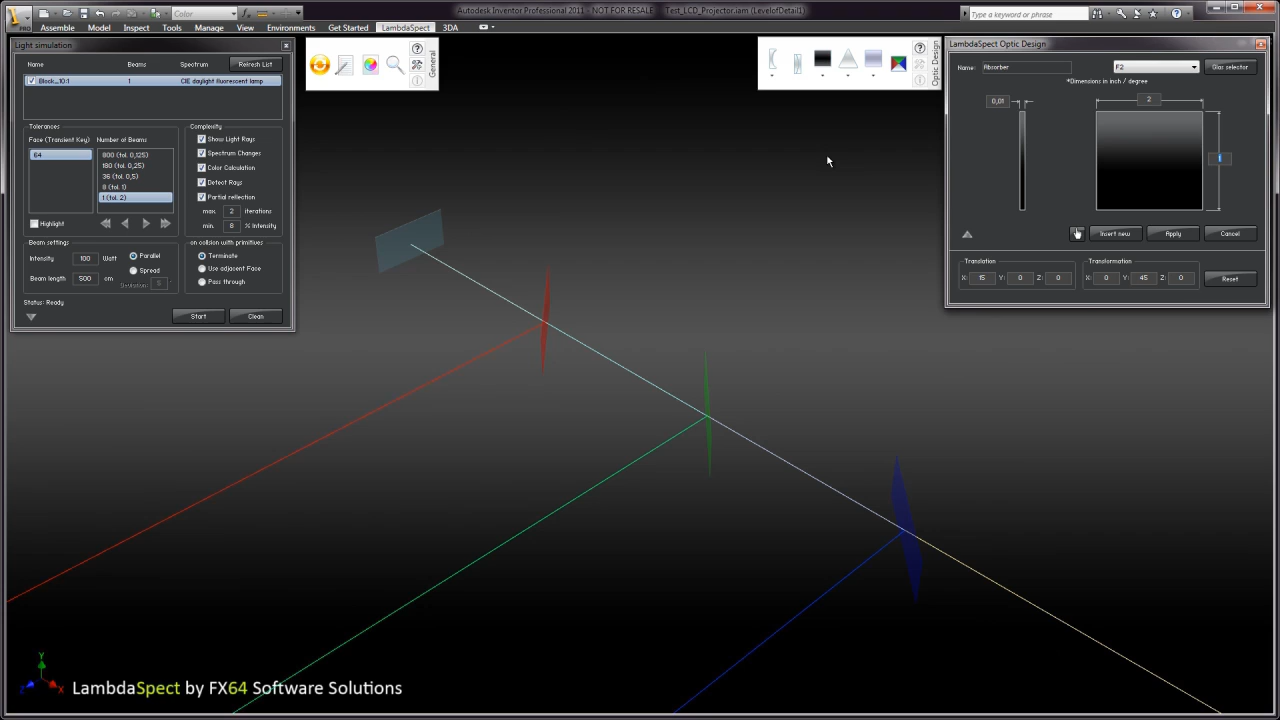 Autodesk Inventor Professional 2011 - NOT FOR RESALE - Test_LCD_Projector.iam (LevelofDetail1)
Type a keyword or phrase
PRO
Color
Assemble Model Inspect Tools Manage View Environments Get Started LambdaSpect 3DA
Light simulation
Name Beams Spectrum Refresh List
Block_10:1 1 CIE daylight fluorescent lamp
Tolerances
Face (Transient Key) Number of Beams
64
800 (tol. 0,125)
180 (tol. 0,25)
36 (tol. 0,5)
8 (tol. 1)
1 (tol. 2)
Highlight
Complexity
Show Light Rays
Spectrum Changes
Color Calculation
Detect Rays
Partial reflection
max. 2 iterations
min. 8 % Intensity
Beam settings
Intensity 100 Watt
Parallel
Spread
Beam length 500 cm
Deviation: 5
on collision with primitives
Terminate
Use adjacent Face
Pass through
Status: Ready
Start Clean
General
Optic Design
LambdaSpect Optic Design
Name: Absorber F2 Glas selector
*Dimensions in inch / degree
0,01
2
1
Insert new Apply Cancel
Translation
X: 15 Y: 0 Z: 0
Transformation
X: 0 Y: 45 Z: 0
Reset
Y
Z
X
LambdaSpect by FX64 Software Solutions